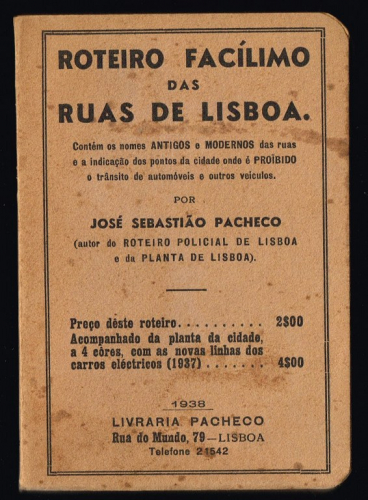 ROTEIRO FACÍLIMO
DAS
RUAS DE LISBOA.
Contém os nomes ANTIGOS e MODERNOS das ruas
e a indicação dos pontos da cidade onde é PROÍBIDO
o trânsito de automóveis e outros veículos.
POR
JOSÉ SEBASTIÃO PACHECO
(autor do ROTEIRO POLICIAL DE LISBOA
e da PLANTA DE LISBOA).
Preço dêste roteiro.......... 2$00
Acompanhado da planta da cidade,
a 4 côres, com as novas linhas dos
carros eléctricos (1937) ....... 4$00
1938
LIVRARIA PACHECO
Rua do Mundo, 79—LISBOA
Telefone 21542